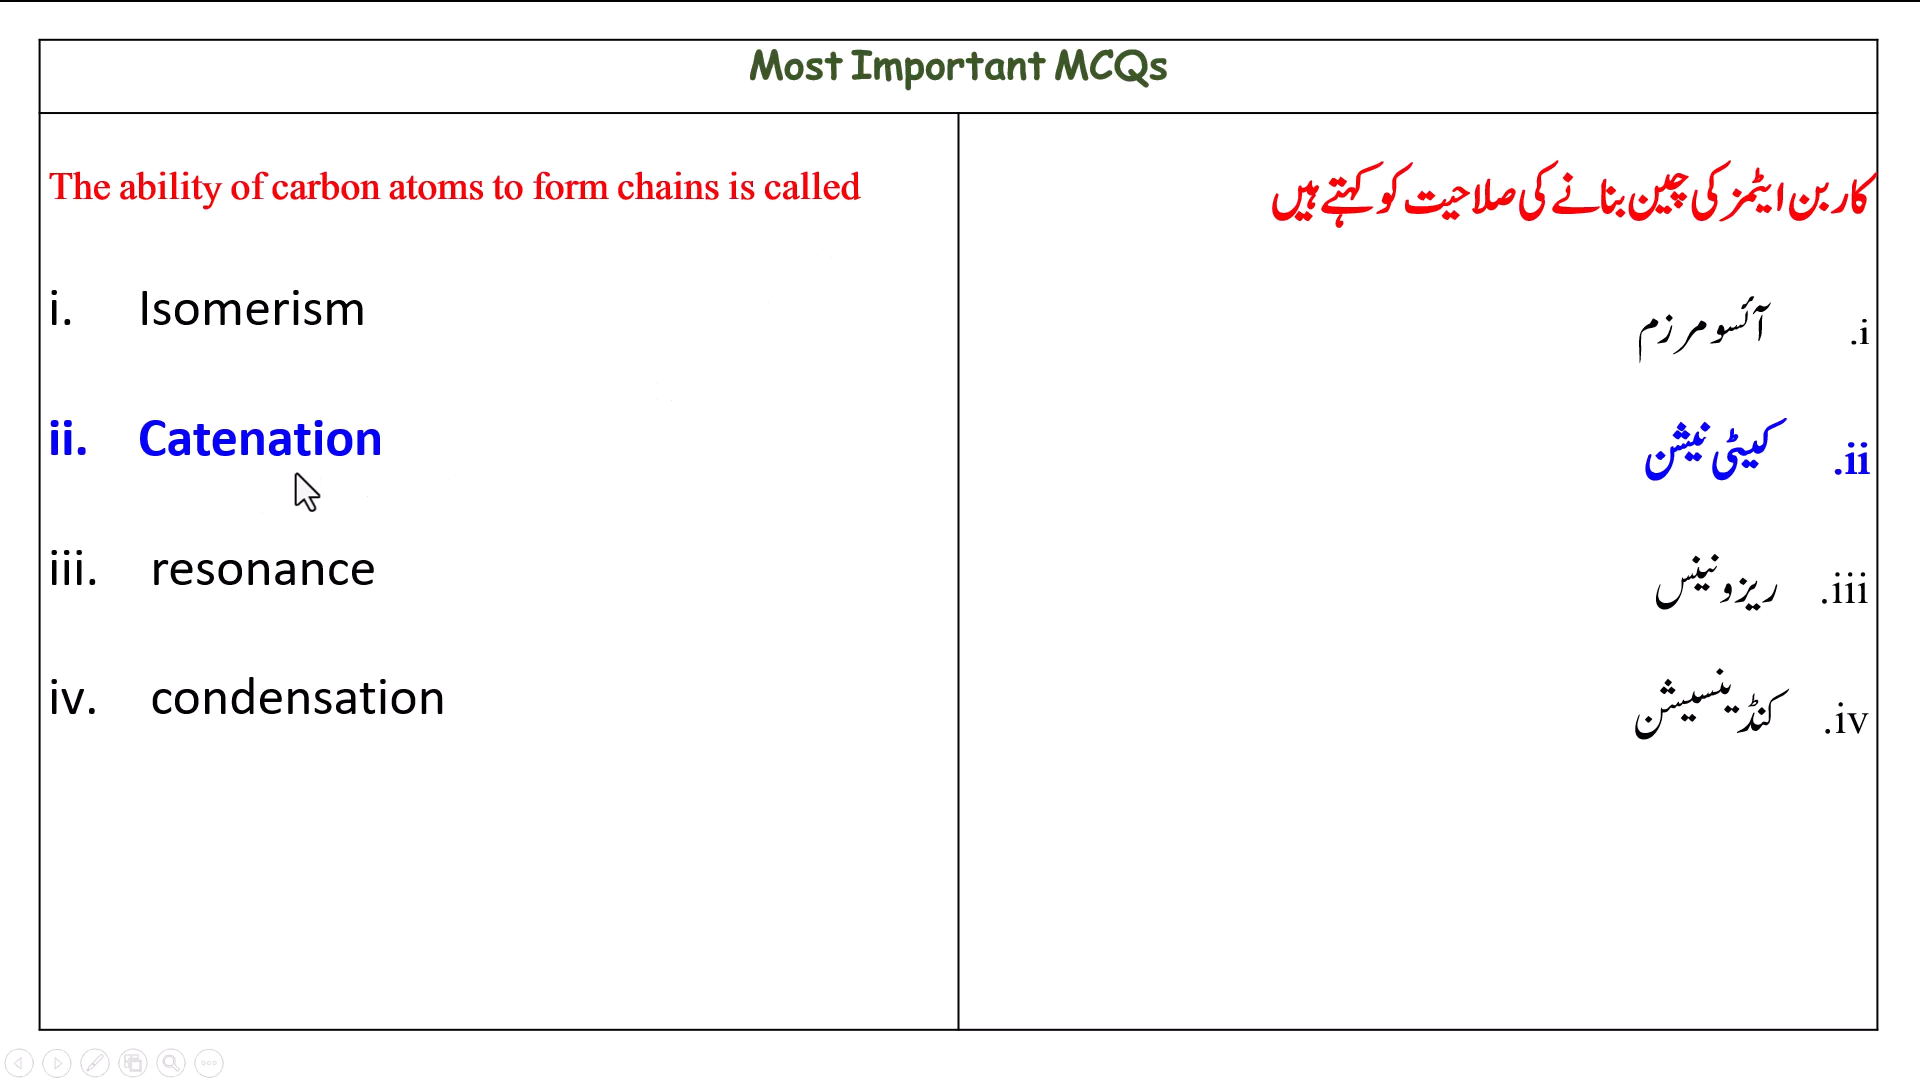 Most Important MCQs
The ability of carbon atoms to form chains is called
i. Isomerism
ii. Catenation
iii. resonance
iv. condensation
کاربن ایٹمز کی چین بنانے کی صلاحیت کو کہتے ہیں
i. آئسومرزم
ii. کیٹی نیشن
iii. ریزونینس
iv. کنڈینسیشن